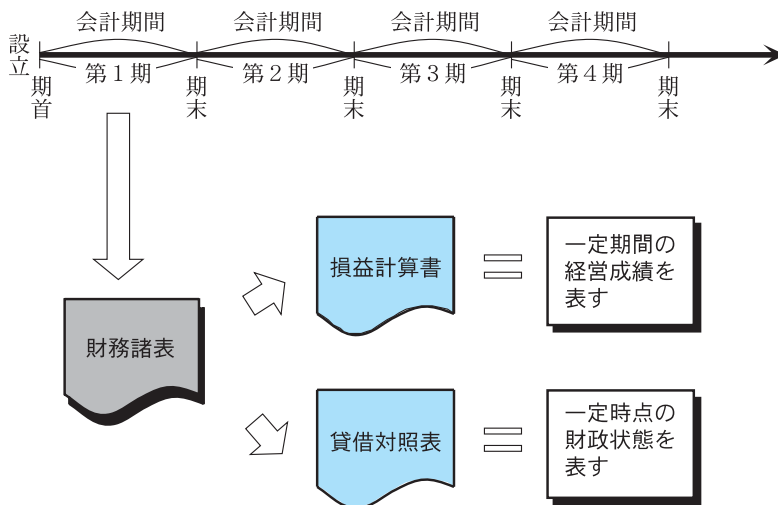 会計期間 会計期間 会計期間 会計期間
設立
第1期 第2期 第3期 第4期
期首 期末 期末 期末 期末
損益計算書
一定期間の
経営成績を
表す
財務諸表
貸借対照表
一定時点の
財政状態を
表す